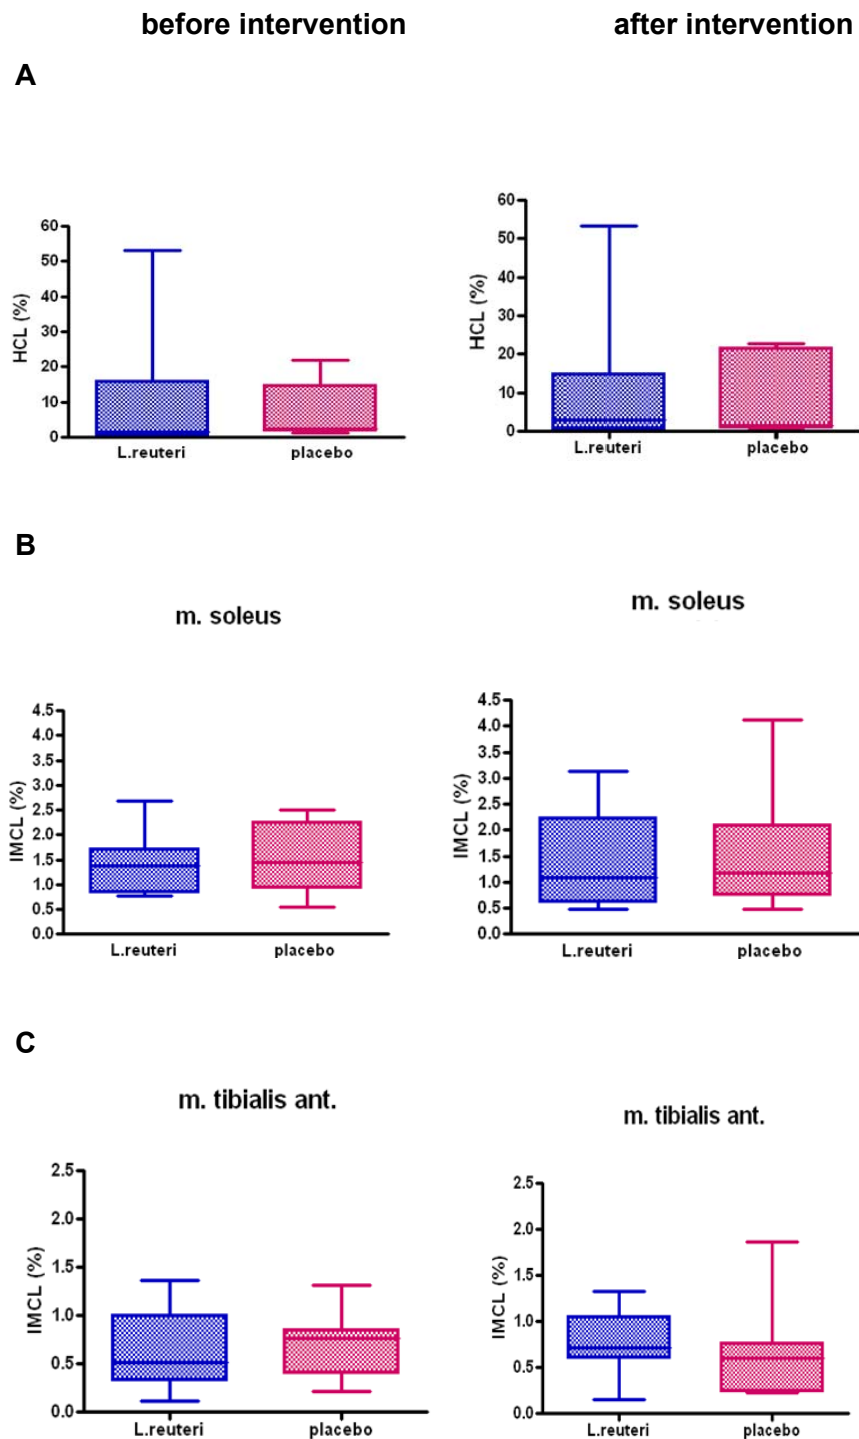 before intervention
after intervention
A
HCL (%)
60
50
40
30
20
10
0
L.reuteri
placebo
HCL (%)
60
50
40
30
20
10
0
L.reuteri
placebo
B
m. soleus
IMCL (%)
4.5
4.0
3.5
3.0
2.5
2.0
1.5
1.0
0.5
0.0
L.reuteri
placebo
m. soleus
IMCL (%)
4.5
4.0
3.5
3.0
2.5
2.0
1.5
1.0
0.5
0.0
L.reuteri
placebo
C
m. tibialis ant.
IMCL (%)
2.5
2.0
1.5
1.0
0.5
0.0
L.reuteri
placebo
m. tibialis ant.
IMCL (%)
2.5
2.0
1.5
1.0
0.5
0.0
L.reuteri
placebo